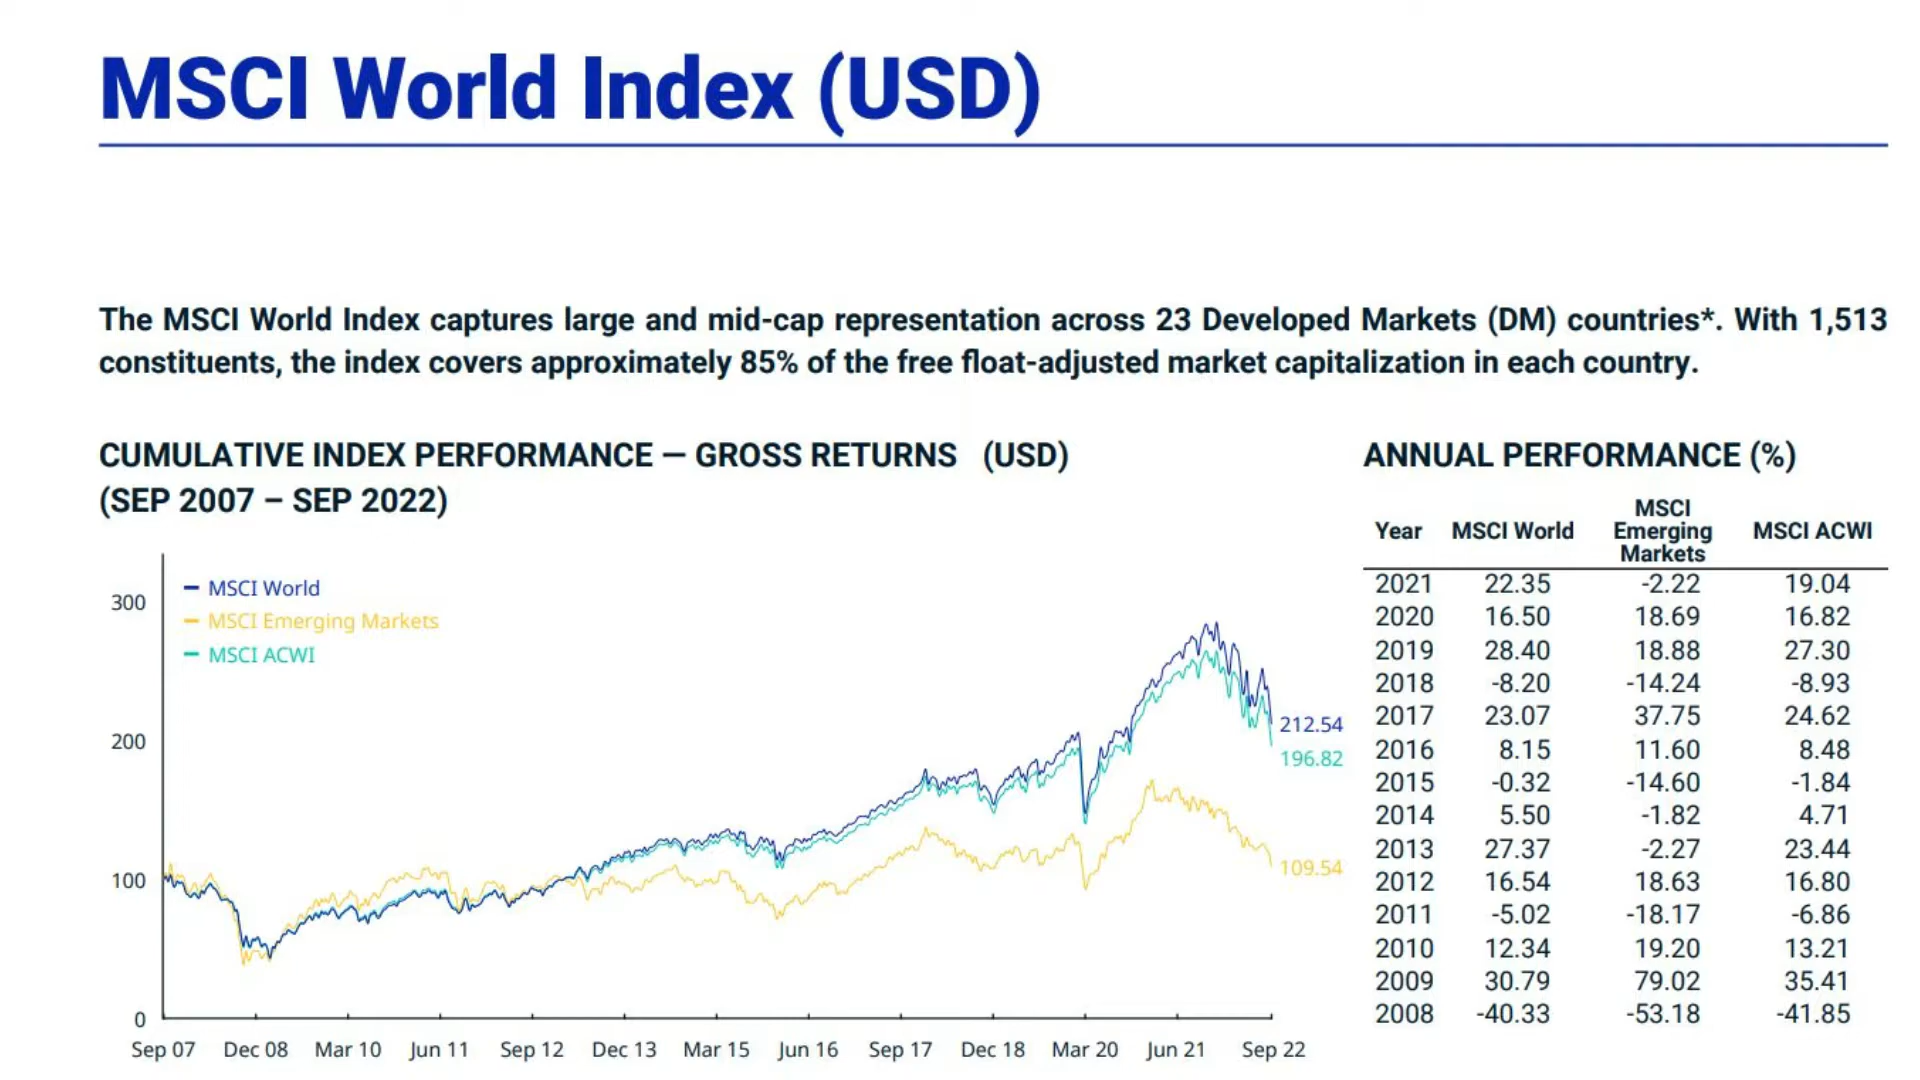 MSCI World Index (USD)
The MSCI World Index captures large and mid-cap representation across 23 Developed Markets (DM) countries*. With 1,513
constituents, the index covers approximately 85% of the free float-adjusted market capitalization in each country.
CUMULATIVE INDEX PERFORMANCE — GROSS RETURNS (USD)
(SEP 2007 – SEP 2022)
MSCI World
MSCI Emerging Markets
MSCI ACWI
300
200
100
0
212.54
196.82
109.54
Sep 07 Dec 08 Mar 10 Jun 11 Sep 12 Dec 13 Mar 15 Jun 16 Sep 17 Dec 18 Mar 20 Jun 21 Sep 22
ANNUAL PERFORMANCE (%)
Year MSCI World MSCI Emerging Markets MSCI ACWI
2021 22.35 -2.22 19.04
2020 16.50 18.69 16.82
2019 28.40 18.88 27.30
2018 -8.20 -14.24 -8.93
2017 23.07 37.75 24.62
2016 8.15 11.60 8.48
2015 -0.32 -14.60 -1.84
2014 5.50 -1.82 4.71
2013 27.37 -2.27 23.44
2012 16.54 18.63 16.80
2011 -5.02 -18.17 -6.86
2010 12.34 19.20 13.21
2009 30.79 79.02 35.41
2008 -40.33 -53.18 -41.85